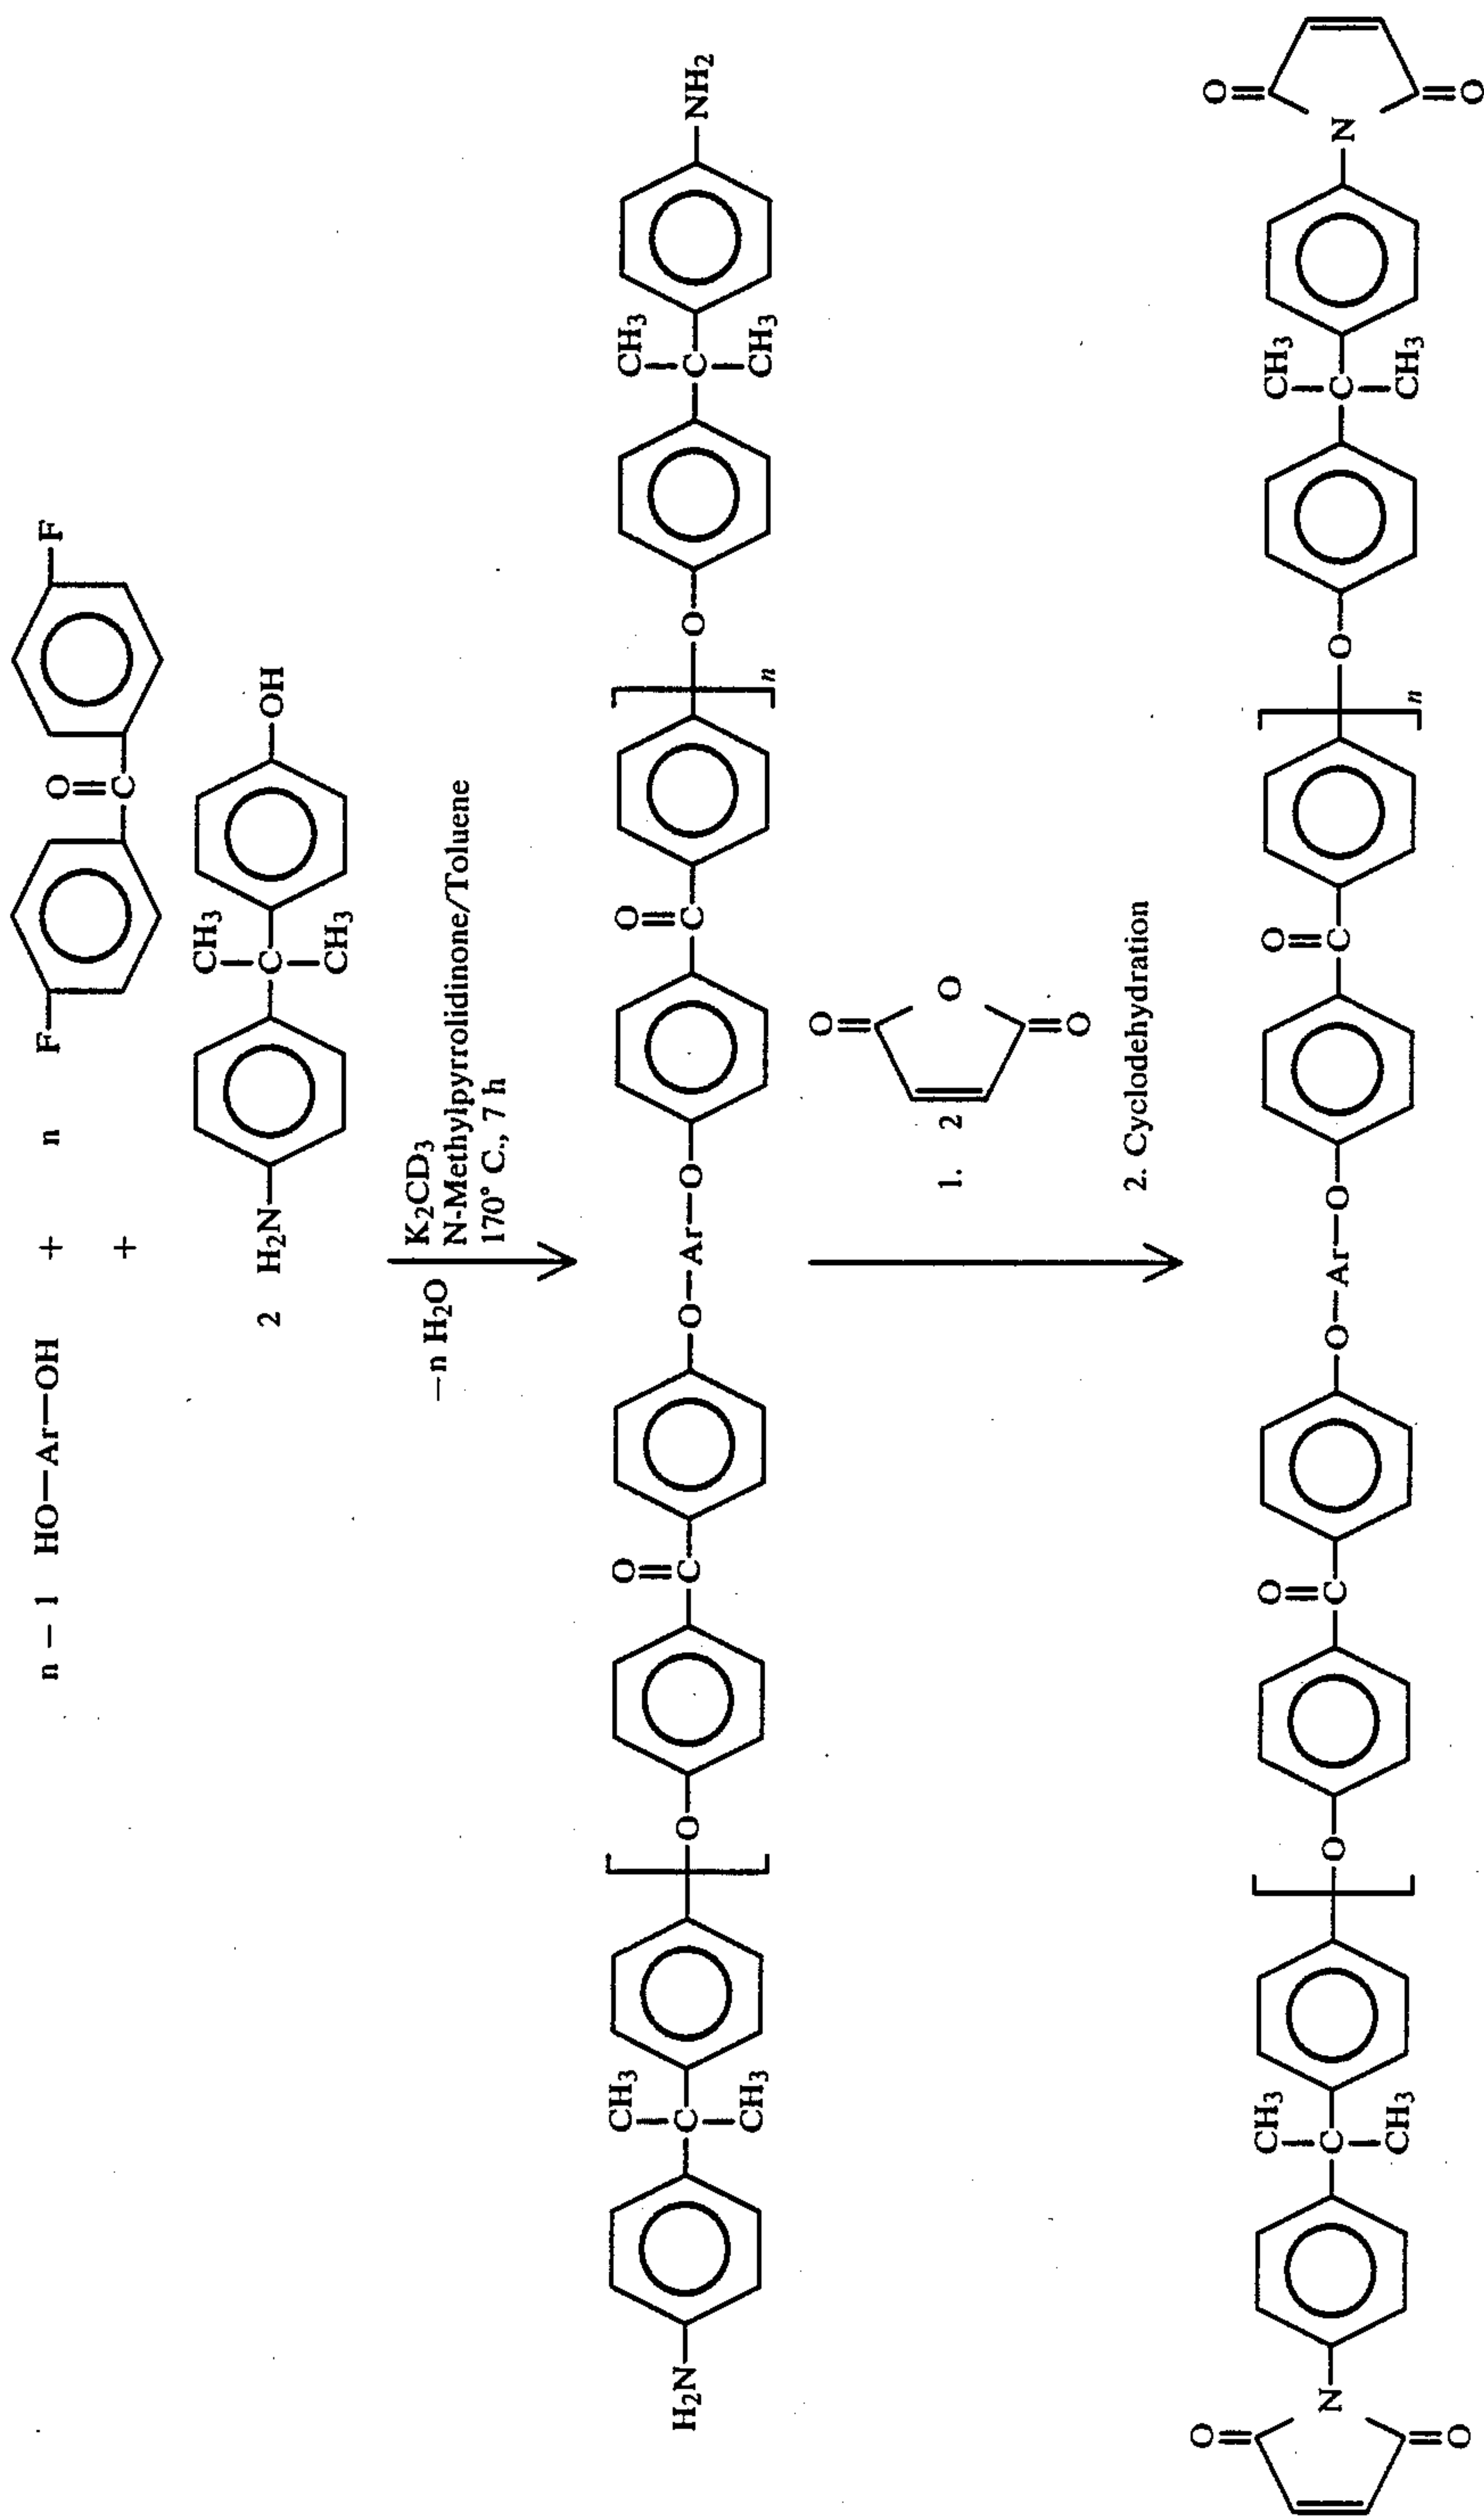 n − 1 HO—Ar—OH + n F F
O
C
+
CH₃
2 H₂N C OH
CH₃
−n H₂O
K₂CD₃
N-Methylpyrrolidinone/Toluene
170° C., 7 h
CH₃ O O CH₃
H₂N C O C O—Ar—O C O C NH₂
CH₃ n CH₃
O
1. 2 O
O
2. Cyclodehydration
O CH₃ O O CH₃ O
N C O C O—Ar—O C O C N
O CH₃ n CH₃ O